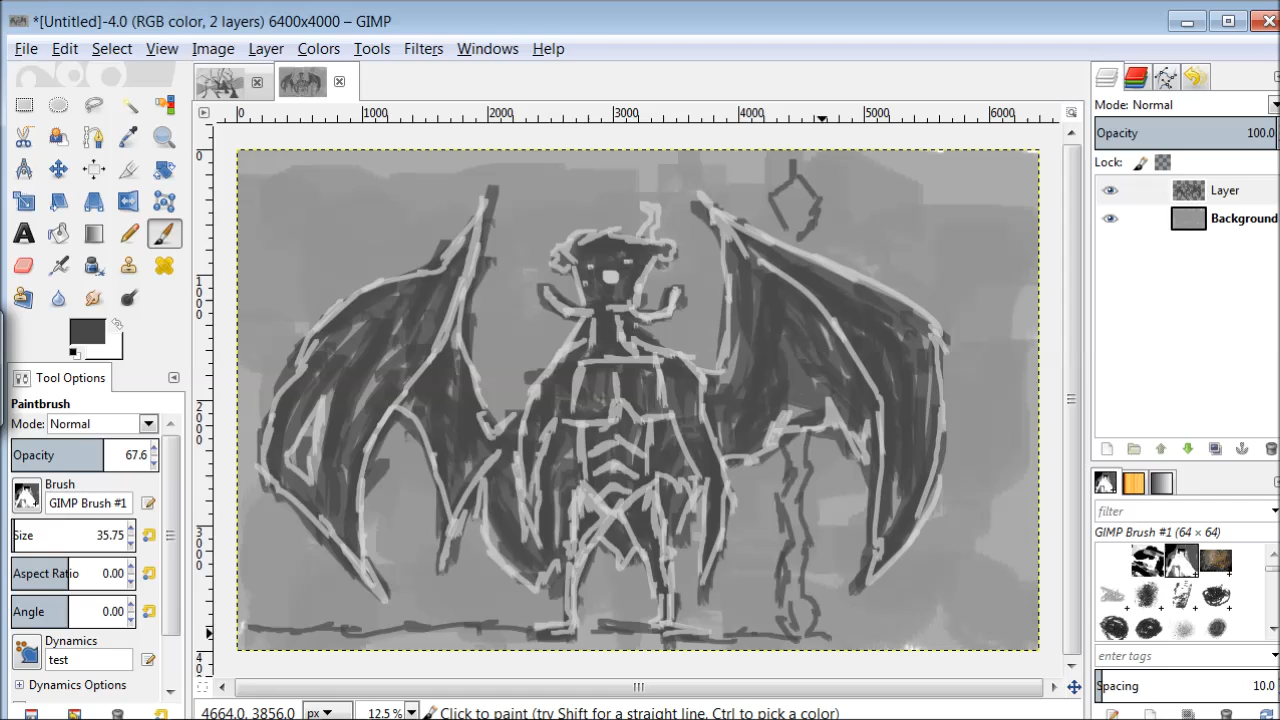 *[Untitled]-4.0 (RGB color, 2 layers) 6400x4000 – GIMP
File Edit Select View Image Layer Colors Tools Filters Windows Help
0 1000 2000 3000 4000 5000 6000
Mode: Normal
Opacity 100.0
Lock:
Layer
Background
0
1000
2000
3000
Tool Options
Paintbrush
Mode: Normal
Opacity 67.6
Brush
GIMP Brush #1
Size 35.75
Aspect Ratio 0.00
Angle 0.00
Dynamics
test
Dynamics Options
filter
GIMP Brush #1 (64 × 64)
enter tags
Spacing 10.0
4664.0, 3856.0 px 12.5 % Click to paint (try Shift for a straight line, Ctrl to pick a color)